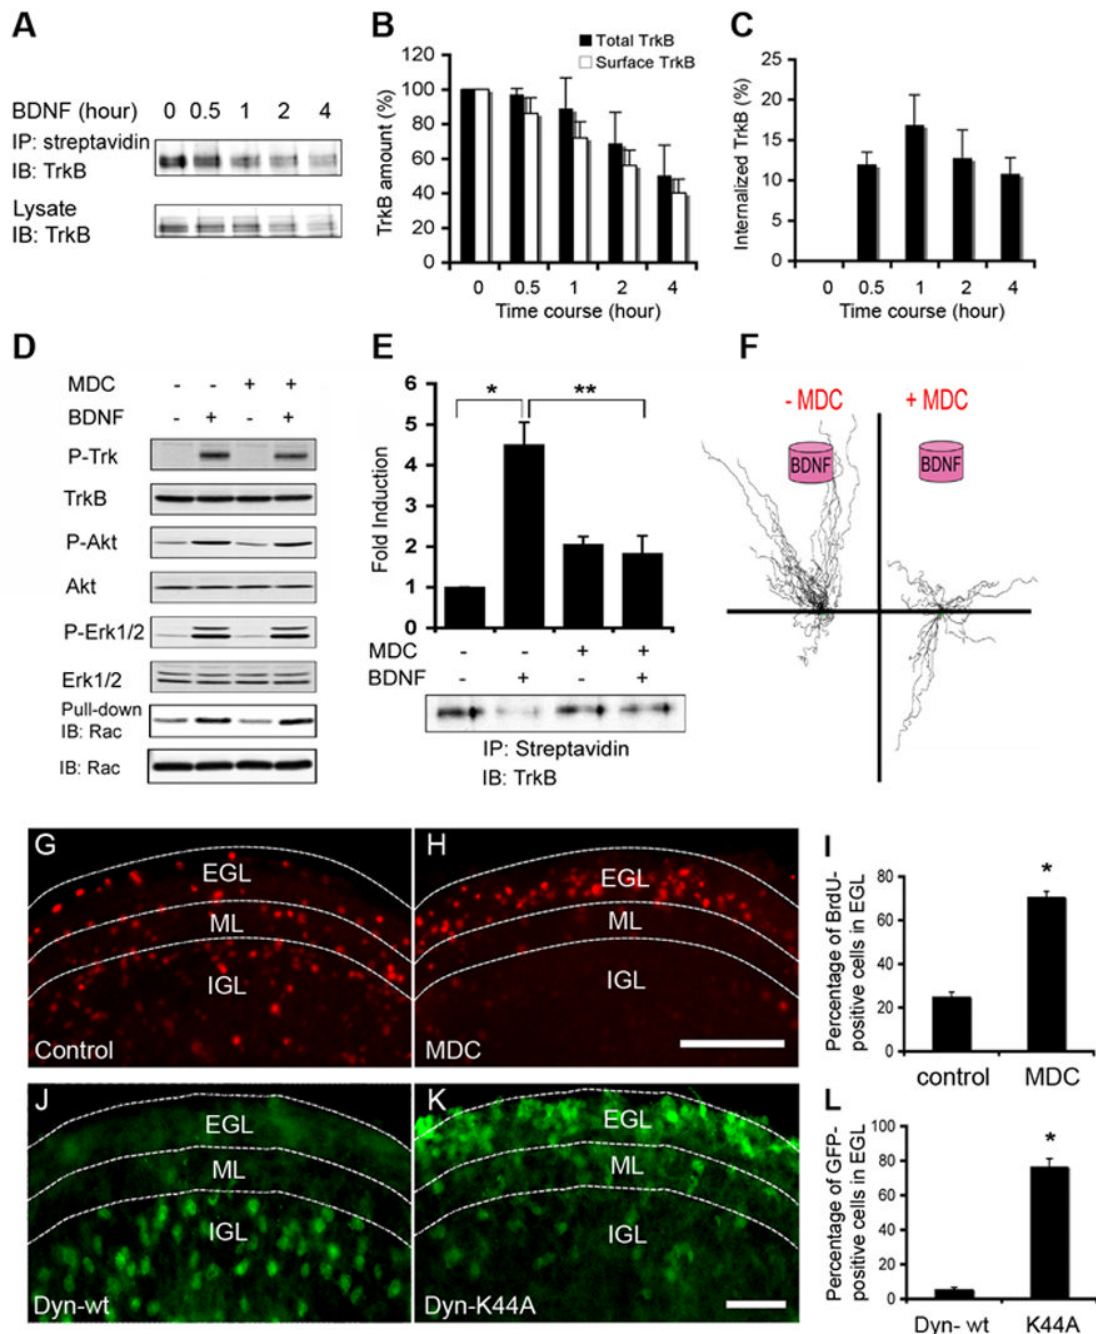 A
BDNF (hour) 0 0.5 1 2 4
IP: streptavidin
IB: TrkB
Lysate
IB: TrkB
B
Total TrkB
Surface TrkB
TrkB amount (%)
120
100
80
60
40
20
0
0 0.5 1 2 4
Time course (hour)
C
Internalized TrkB (%)
25
20
15
10
5
0
0 0.5 1 2 4
Time course (hour)
D
MDC - - + +
BDNF - + - +
P-Trk
TrkB
P-Akt
Akt
P-Erk1/2
Erk1/2
Pull-down
IB: Rac
IB: Rac
E
Fold Induction
6
5
4
3
2
1
0
* **
MDC - - + +
BDNF - + - +
IP: Streptavidin
IB: TrkB
F
- MDC + MDC
BDNF BDNF
G
EGL
ML
IGL
Control
H
EGL
ML
IGL
MDC
I
Percentage of BrdU-
positive cells in EGL
80
60
40
20
0
*
control MDC
J
EGL
ML
IGL
Dyn-wt
K
EGL
ML
IGL
Dyn-K44A
L
Percentage of GFP-
positive cells in EGL
100
80
60
40
20
0
*
Dyn- wt K44A